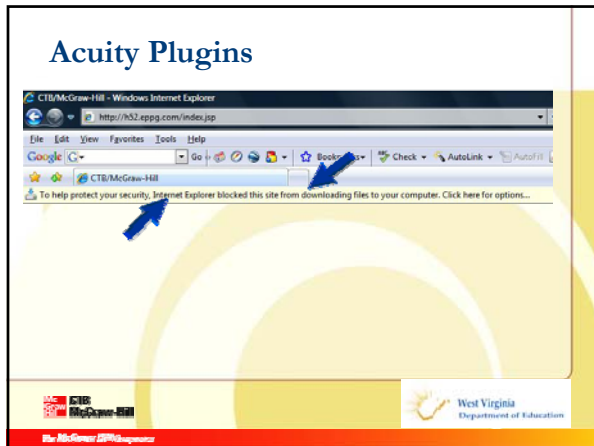 Acuity Plugins
CTB/McGraw-Hill - Windows Internet Explorer
http://h52.eppg.com/index.jsp
File Edit View Favorites Tools Help
Google G Go Check AutoLink AutoFill
CTB/McGraw-Hill
To help protect your security, Internet Explorer blocked this site from downloading files to your computer. Click here for options...
CTB
McGraw-Hill
West Virginia
Department of Education